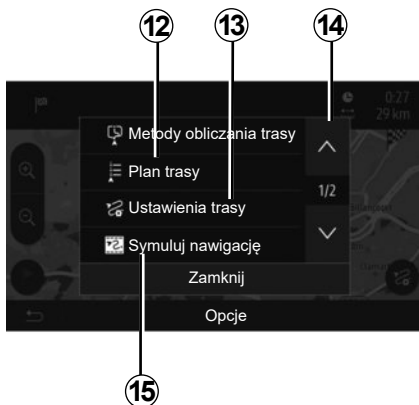 12 13 14
0:27
29 km
Metody obliczania trasy
Plan trasy
1/2
Ustawienia trasy
Symuluj nawigację
Zamknij
Opcje
15